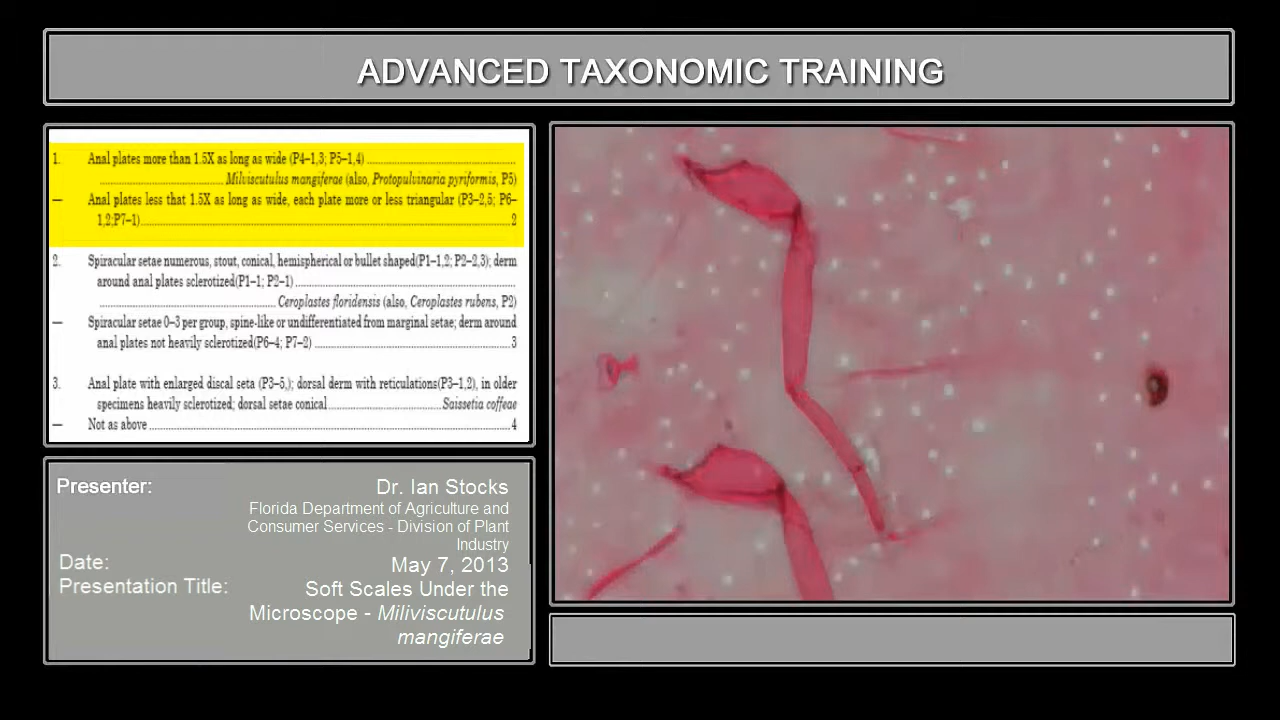 ADVANCED TAXONOMIC TRAINING
1. Anal plates more than 1.5X as long as wide (P4–1,3; P5–1,4) ..........................................................
............................................ Milviscutulus mangiferae (also, Protopulvinaria pyriformis, P5)
— Anal plates less that 1.5X as long as wide, each plate more or less triangular (P3–2,5; P6–
1,2;P7–1)..........................................................................................................................................2
2. Spiracular setae numerous, stout, conical, hemispherical or bullet shaped(P1–1,2; P2–2,3); derm
around anal plates sclerotized(P1–1; P2–1) ...............................................................................
................................................................ Ceroplastes floridensis (also, Ceroplastes rubens, P2)
— Spiracular setae 0–3 per group, spine-like or undifferentiated from marginal setae; derm around
anal plates not heavily sclerotized(P6–4; P7–2) .........................................................................3
3. Anal plate with enlarged discal seta (P3–5,); dorsal derm with reticulations(P3–1,2), in older
specimens heavily sclerotized; dorsal setae conical..........................................Saissetia coffeae
— Not as above ....................................................................................................................................4
Presenter: Dr. Ian Stocks
Florida Department of Agriculture and
Consumer Services - Division of Plant
Industry
Date: May 7, 2013
Presentation Title: Soft Scales Under the
Microscope - Miliviscutulus
mangiferae